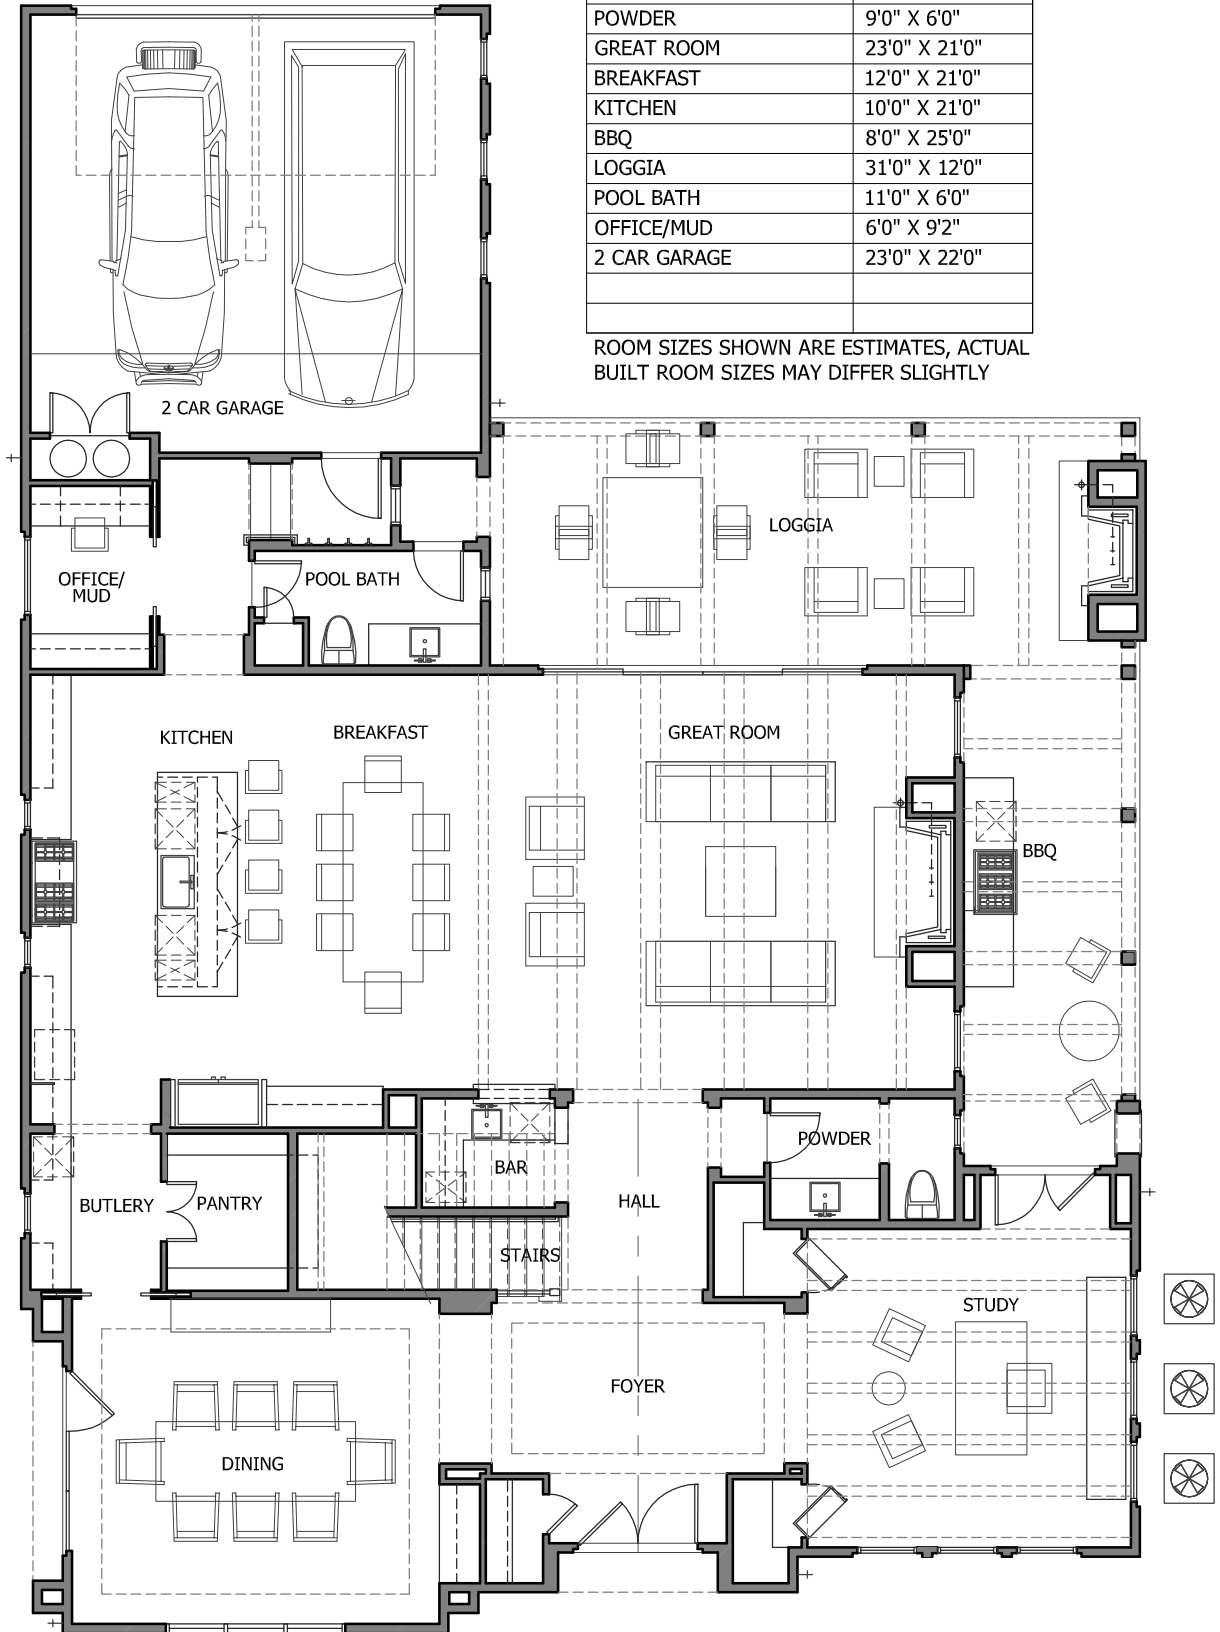 POWDER 9'0" X 6'0"
GREAT ROOM 23'0" X 21'0"
BREAKFAST 12'0" X 21'0"
KITCHEN 10'0" X 21'0"
BBQ 8'0" X 25'0"
LOGGIA 31'0" X 12'0"
POOL BATH 11'0" X 6'0"
OFFICE/MUD 6'0" X 9'2"
2 CAR GARAGE 23'0" X 22'0"
ROOM SIZES SHOWN ARE ESTIMATES, ACTUAL
BUILT ROOM SIZES MAY DIFFER SLIGHTLY
2 CAR GARAGE
LOGGIA
OFFICE/
MUD
POOL BATH
KITCHEN
BREAKFAST
GREAT ROOM
BBQ
POWDER
BAR
BUTLERY
PANTRY
HALL
STAIRS
STUDY
FOYER
DINING